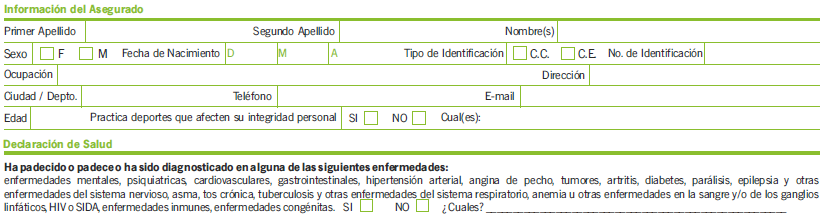 Información del Asegurado
Primer Apellido Segundo Apellido Nombre(s)
Sexo F M Fecha de Nacimiento D M A Tipo de Identificación C.C. C.E. No. de Identificación
Ocupación Dirección
Ciudad / Depto. Teléfono E-mail
Edad Practica deportes que afecten su integridad personal SI NO Cual(es):
Declaración de Salud
Ha padecido o padece o ha sido diagnosticado en alguna de las siguientes enfermedades:
enfermedades mentales, psiquiatricas, cardiovasculares, gastrointestinales, hipertensión arterial, angina de pecho, tumores, artritis, diabetes, parálisis, epilepsia y otras
enfermedades del sistema nervioso, asma, tos crónica, tuberculosis y otras enfermedades del sistema respiratorio, anemia u otras enfermedades en la sangre y/o de los ganglios
linfáticos, HIV o SIDA, enfermedades inmunes, enfermedades congénitas. SI NO ¿Cuales?